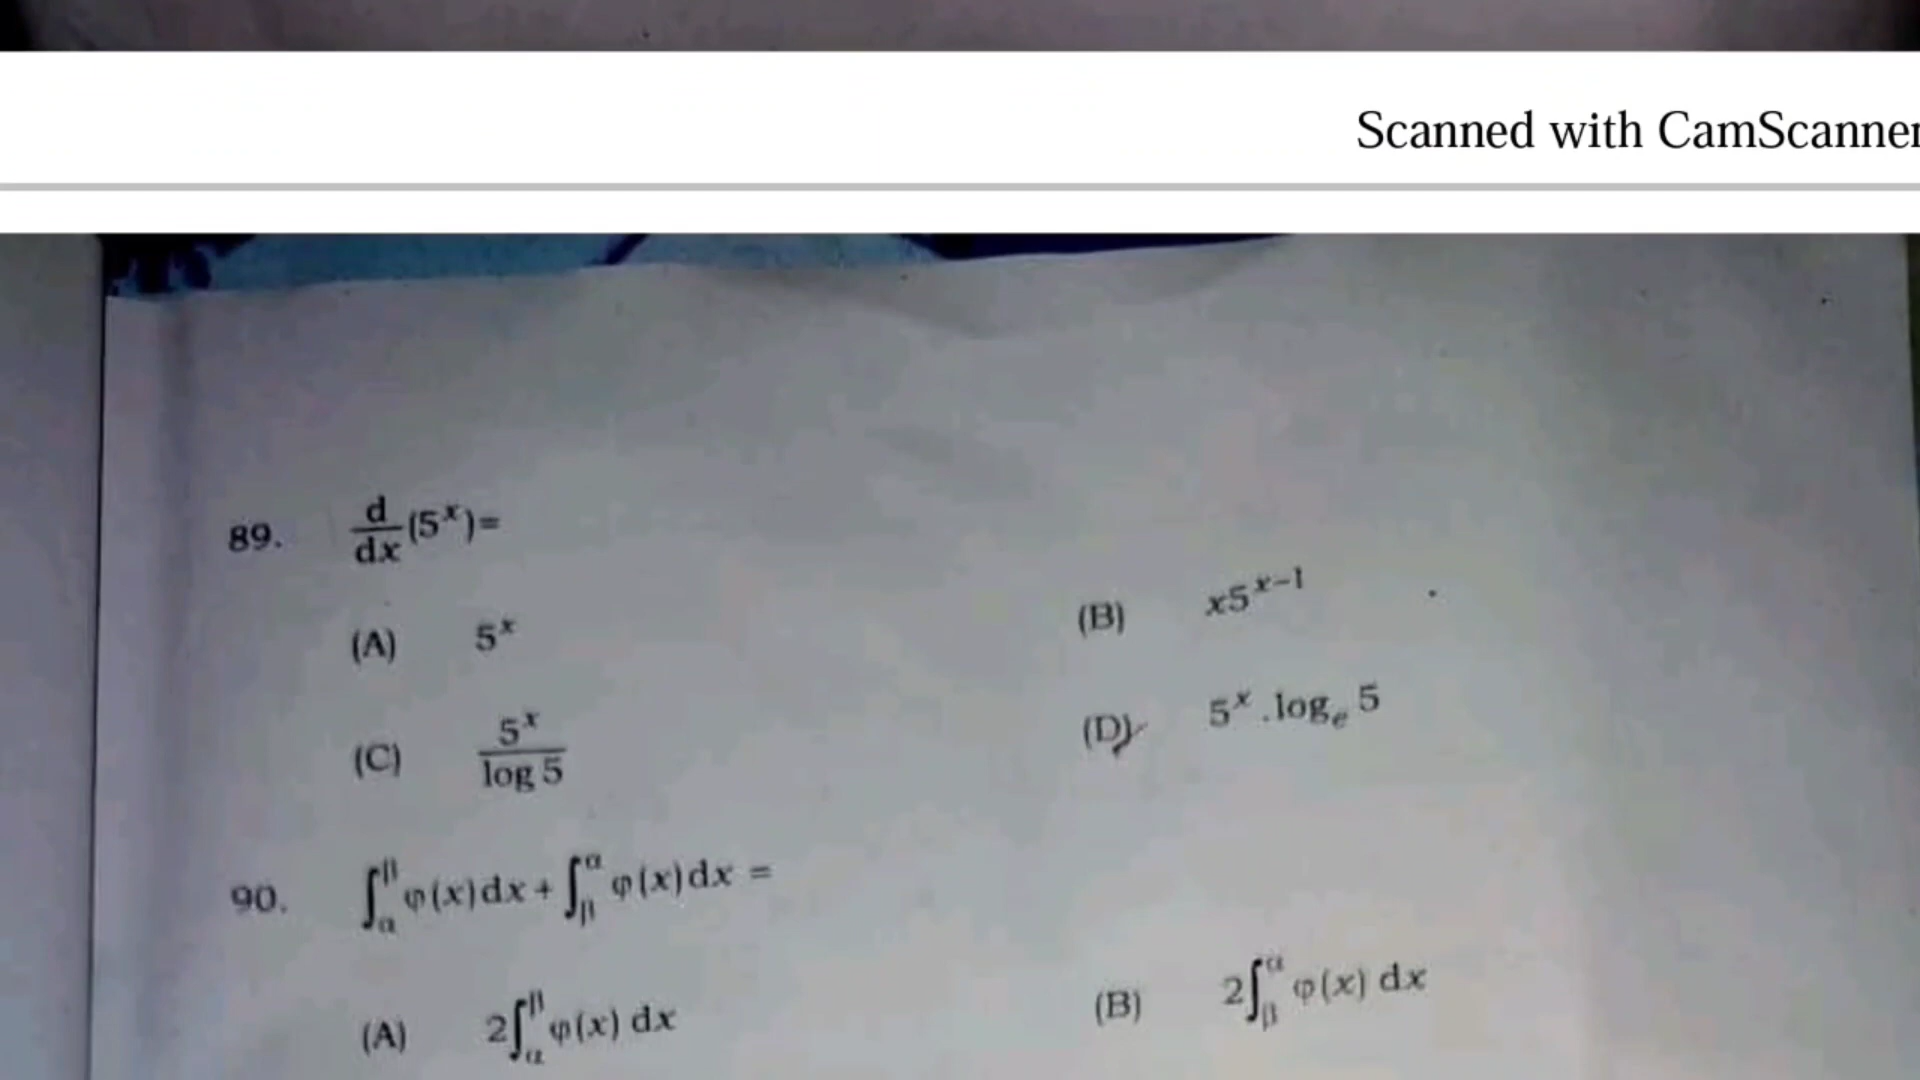 Scanned with CamScanner
89. d/dx (5^x)=
(A) 5^x (B) x5^{x-1}
(C) 5^x/log 5 (D) 5^x . log_e 5
90. ∫_α^β φ(x)dx + ∫_β^α φ(x)dx =
(A) 2∫_α^β φ(x) dx (B) 2∫_β^α φ(x) dx